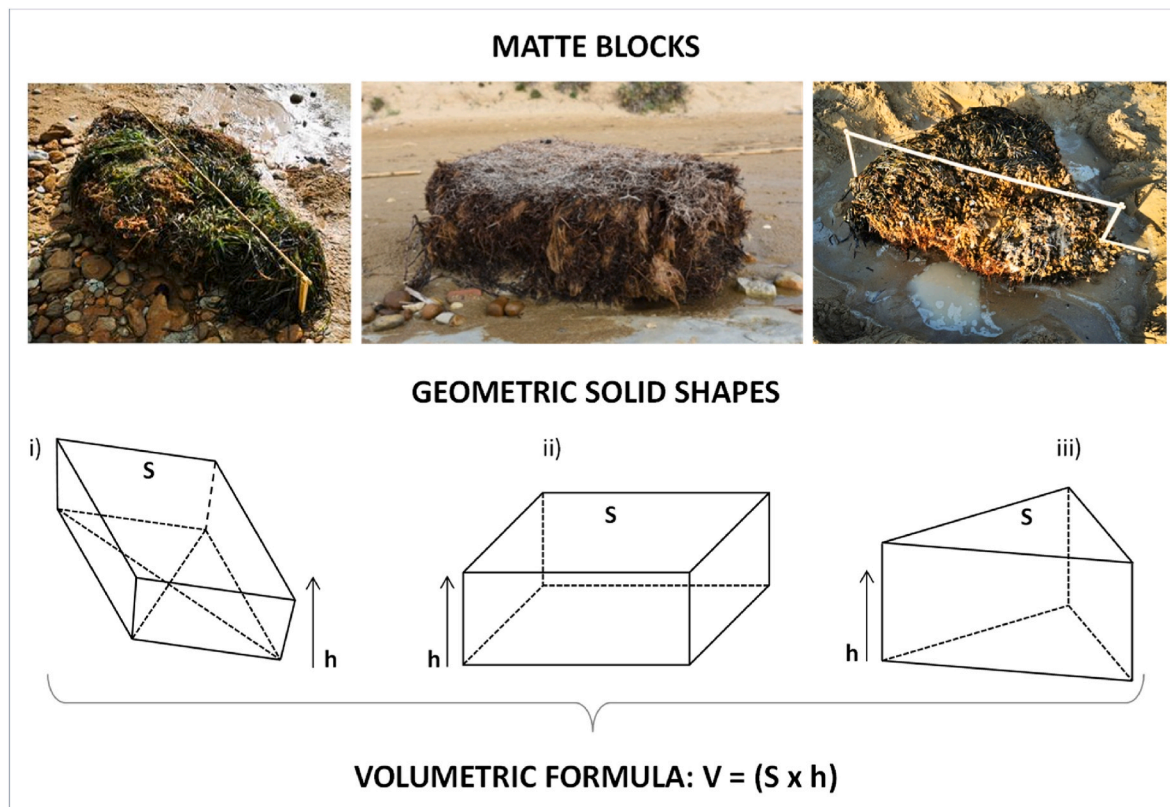 MATTE BLOCKS
GEOMETRIC SOLID SHAPES
i)
S
h
ii)
S
h
iii)
S
h
VOLUMETRIC FORMULA: V = (S x h)